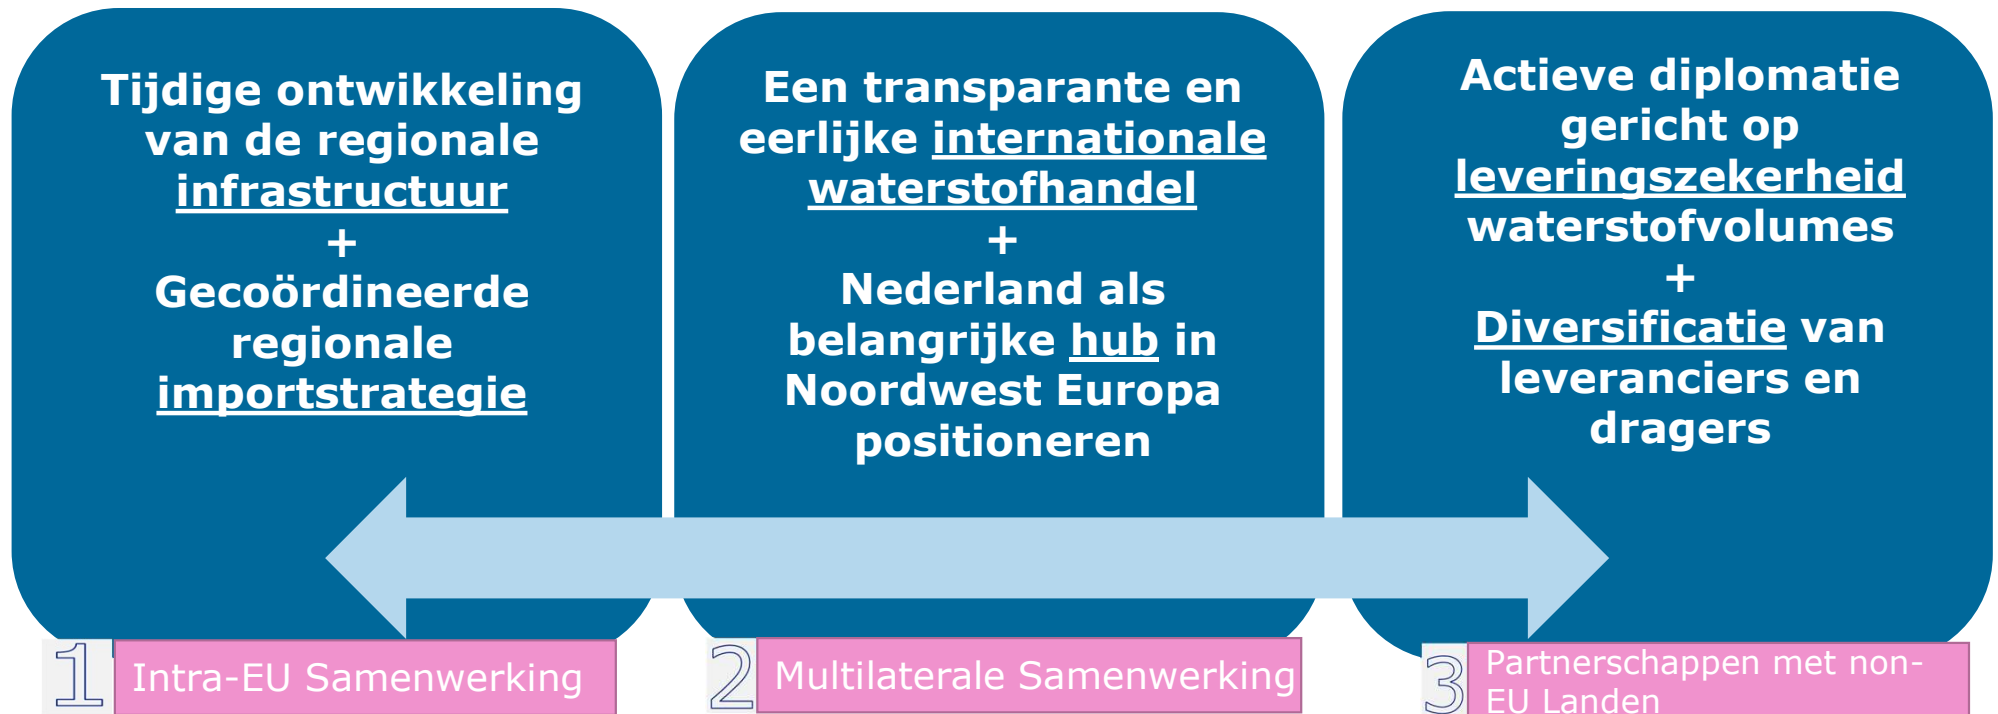 Tijdige ontwikkeling
van de regionale
infrastructuur
+
Gecoördineerde
regionale
importstrategie
1
Intra-EU Samenwerking
Een transparante en
eerlijke internationale
waterstofhandel
+
Nederland als
belangrijke hub in
Noordwest Europa
positioneren
2
Multilaterale Samenwerking
Actieve diplomatie
gericht op
leveringszekerheid
waterstofvolumes
+
Diversificatie van
leveranciers en
dragers
3
Partnerschappen met non-
EU Landen